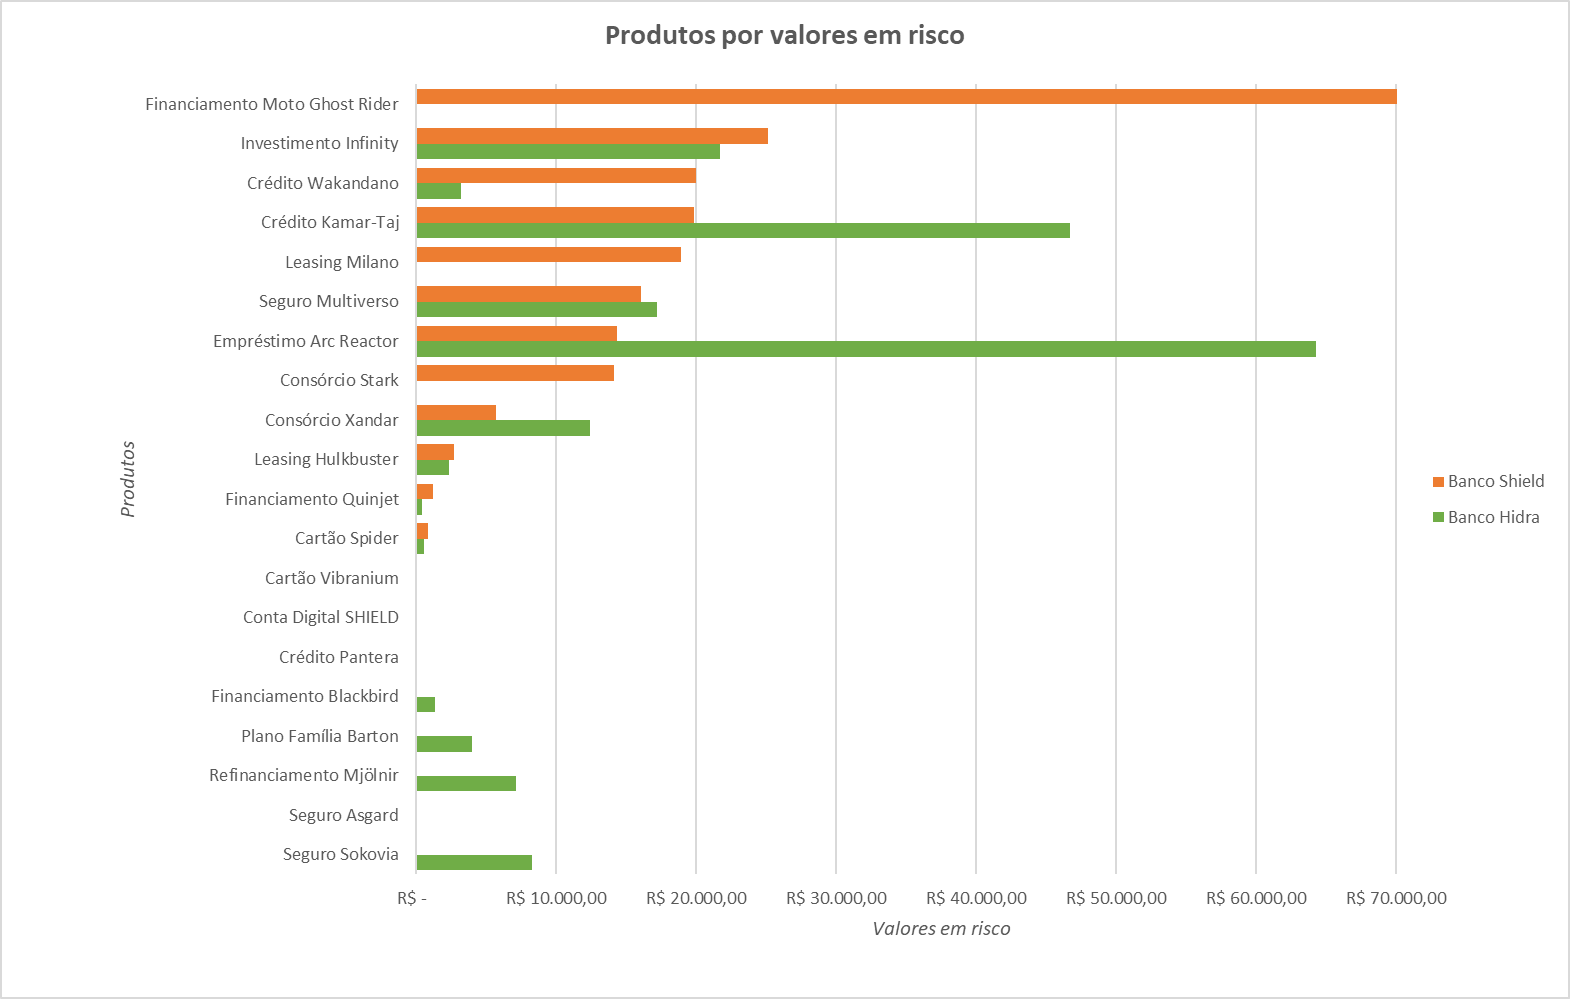 Produtos por valores em risco
Financiamento Moto Ghost Rider
Investimento Infinity
Crédito Wakandano
Crédito Kamar-Taj
Leasing Milano
Seguro Multiverso
Empréstimo Arc Reactor
Consórcio Stark
Consórcio Xandar
Leasing Hulkbuster
Financiamento Quinjet
Cartão Spider
Cartão Vibranium
Conta Digital SHIELD
Crédito Pantera
Financiamento Blackbird
Plano Família Barton
Refinanciamento Mjölnir
Seguro Asgard
Seguro Sokovia
Produtos
Banco Shield
Banco Hidra
R$ - R$ 10.000,00 R$ 20.000,00 R$ 30.000,00 R$ 40.000,00 R$ 50.000,00 R$ 60.000,00 R$ 70.000,00
Valores em risco